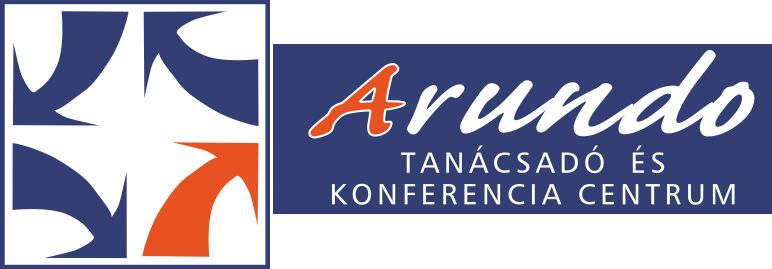 Arundo
TANÁCSADÓ ÉS
KONFERENCIA CENTRUM